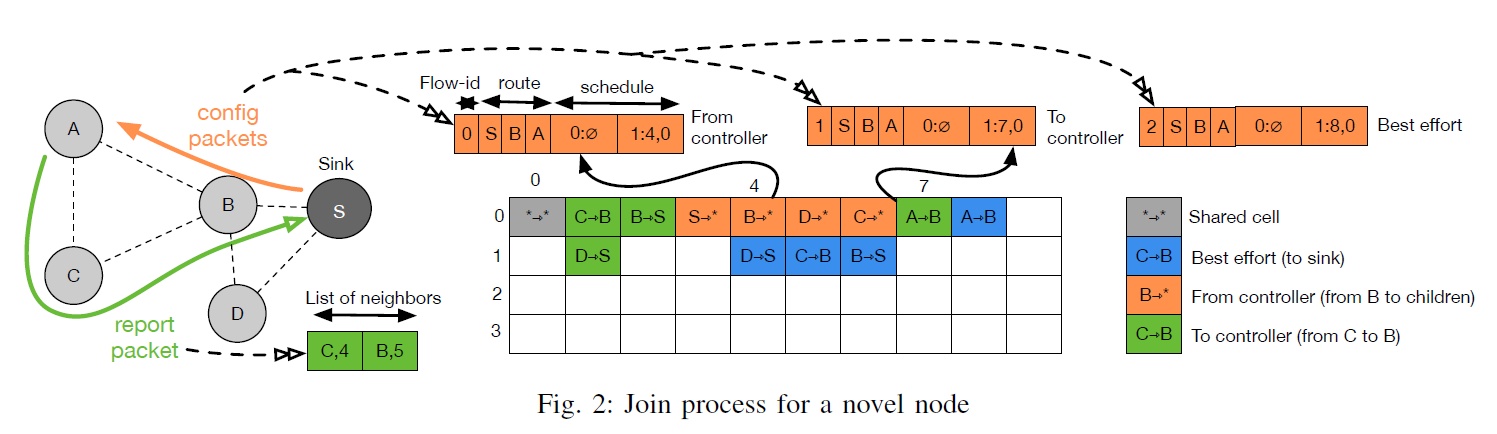 Flow-id route schedule
0 S B A 0:∅ 1:4,0
From
controller
1 S B A 0:∅ 1:7,0
To
controller
2 S B A 0:∅ 1:8,0
Best effort
config
packets
A
B
C
D
Sink
S
report
packet
List of neighbors
C,4 B,5
0 4 7
0 *→* C→B B→S S→* B→* D→* C→* A→B A→B
1 D→S D→S C→B B→S
2
3
*→* Shared cell
C→B Best effort (to sink)
B→* From controller (from B to children)
C→B To controller (from C to B)
Fig. 2: Join process for a novel node